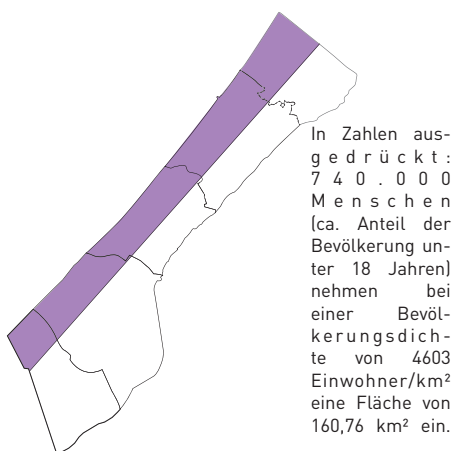 In Zahlen aus-
gedrückt:
740.000
Menschen
(ca. Anteil der
Bevölkerung un-
ter 18 Jahren)
nehmen bei
einer Bevöl-
kerungsdich-
te von 4603
Einwohner/km²
eine Fläche von
160,76 km² ein.